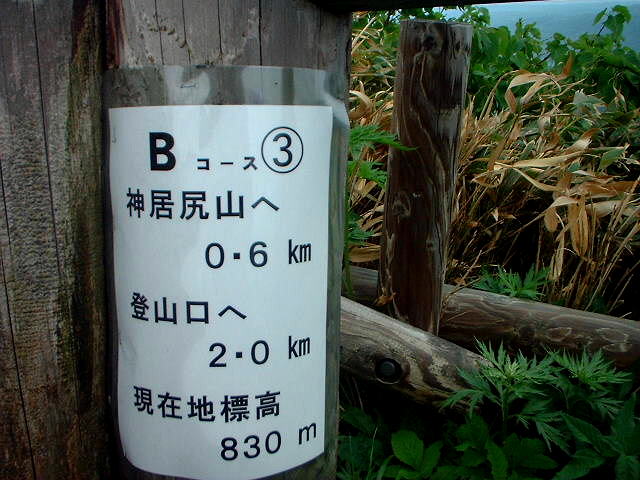 B コース③
神居尻山へ
0・6 km
登山口へ
2・0 km
現在地標高
830 m